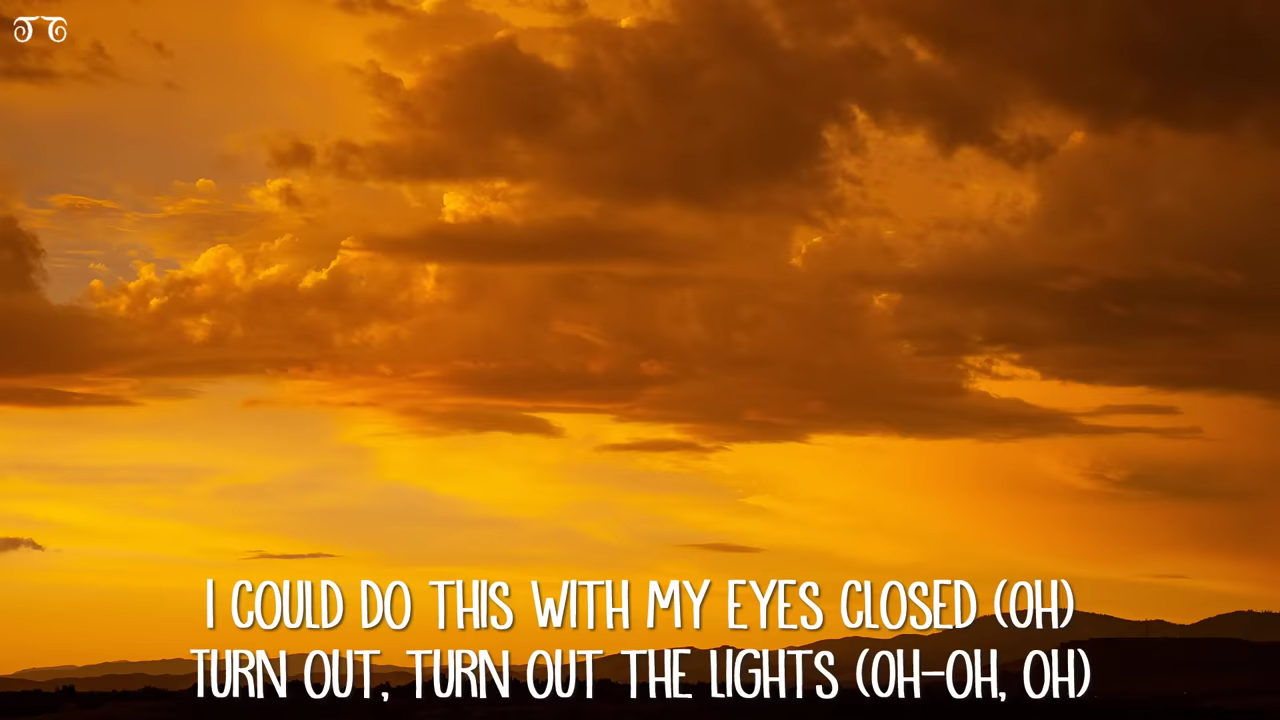 I COULD DO THIS WITH MY EYES CLOSED (OH)
TURN OUT, TURN OUT THE LIGHTS (OH-OH, OH)